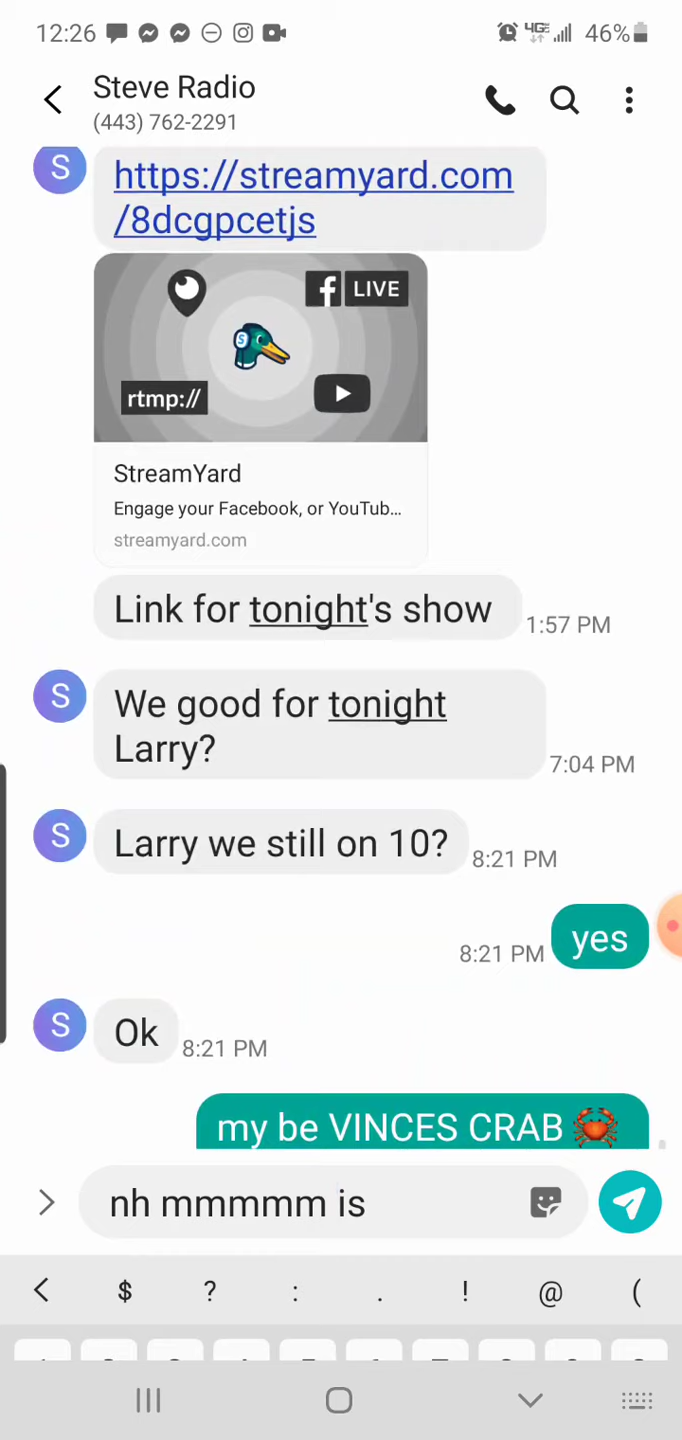 12:26 46%
Steve Radio
(443) 762-2291
S
https://streamyard.com
/8dcgpcetjs
f LIVE
S
rtmp://
StreamYard
Engage your Facebook, or YouTub...
streamyard.com
Link for tonight's show 1:57 PM
S
We good for tonight
Larry?
7:04 PM
S
Larry we still on 10? 8:21 PM
8:21 PM yes
S
Ok 8:21 PM
my be VINCES CRAB 🦀
nh mmmmm is
$ ? : . ! @ (